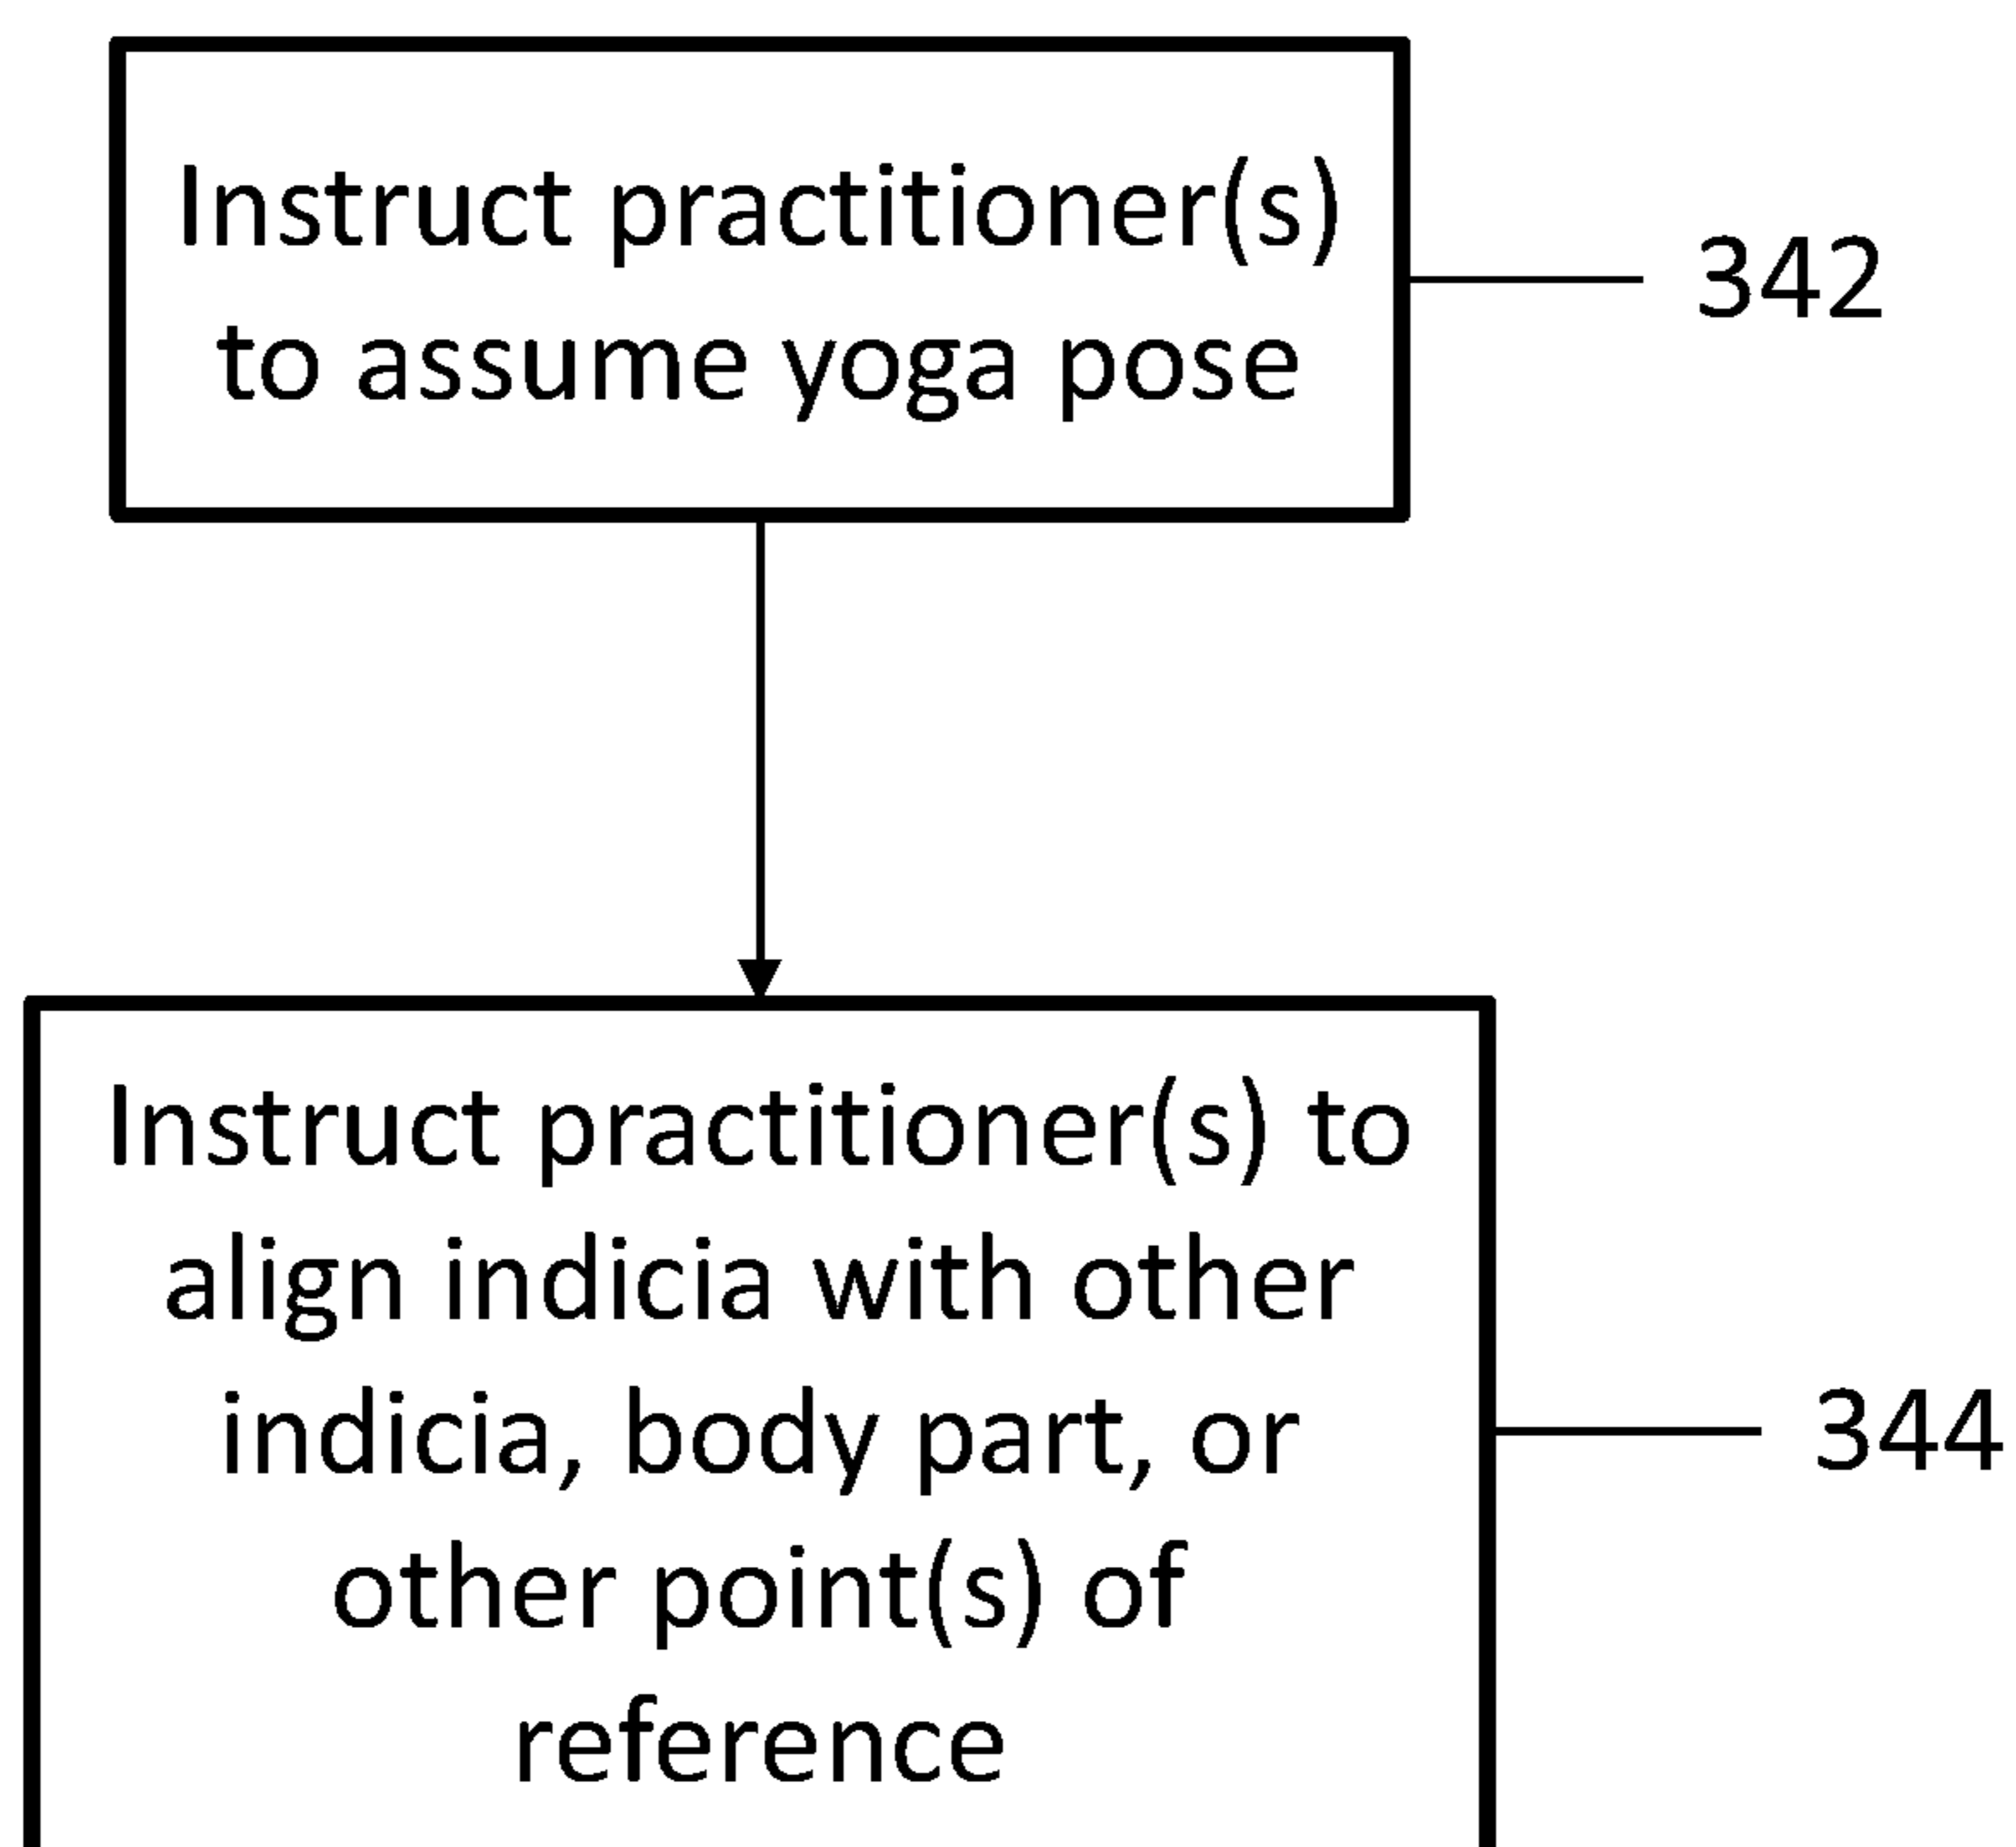 Instruct practitioner(s)
to assume yoga pose
342
Instruct practitioner(s) to
align indicia with other
indicia, body part, or
other point(s) of
reference
344